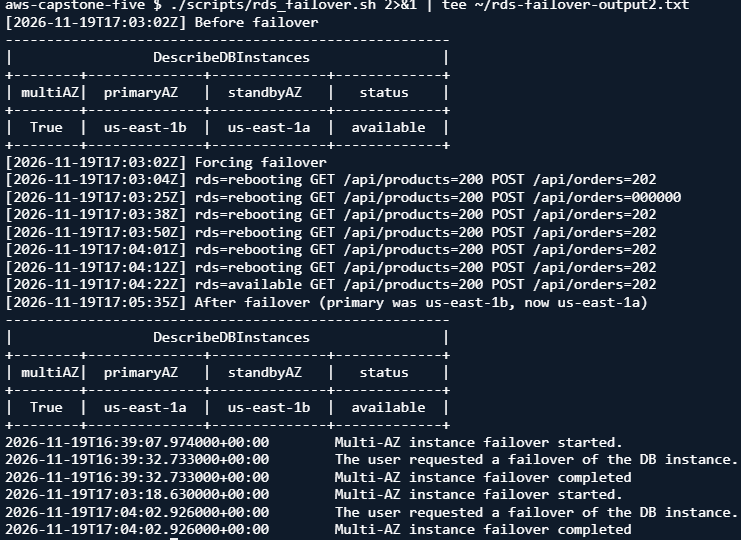 aws-capstone-five $ ./scripts/rds_failover.sh 2>&1 | tee ~/rds-failover-output2.txt
[2026-11-19T17:03:02Z] Before failover
---------------------------------------------------
|                DescribeDBInstances              |
+--------+-------------+-------------+------------+
| multiAZ|  primaryAZ  |  standbyAZ  |   status   |
+--------+-------------+-------------+------------+
|  True  |  us-east-1b |  us-east-1a |  available |
+--------+-------------+-------------+------------+
[2026-11-19T17:03:02Z] Forcing failover
[2026-11-19T17:03:04Z] rds=rebooting GET /api/products=200 POST /api/orders=202
[2026-11-19T17:03:25Z] rds=rebooting GET /api/products=200 POST /api/orders=000000
[2026-11-19T17:03:38Z] rds=rebooting GET /api/products=200 POST /api/orders=202
[2026-11-19T17:03:50Z] rds=rebooting GET /api/products=200 POST /api/orders=202
[2026-11-19T17:04:01Z] rds=rebooting GET /api/products=200 POST /api/orders=202
[2026-11-19T17:04:12Z] rds=rebooting GET /api/products=200 POST /api/orders=202
[2026-11-19T17:04:22Z] rds=available GET /api/products=200 POST /api/orders=202
[2026-11-19T17:05:35Z] After failover (primary was us-east-1b, now us-east-1a)
---------------------------------------------------
|                DescribeDBInstances              |
+--------+-------------+-------------+------------+
| multiAZ|  primaryAZ  |  standbyAZ  |   status   |
+--------+-------------+-------------+------------+
|  True  |  us-east-1a |  us-east-1b |  available |
+--------+-------------+-------------+------------+
2026-11-19T16:39:07.974000+00:00        Multi-AZ instance failover started.
2026-11-19T16:39:32.733000+00:00        The user requested a failover of the DB instance.
2026-11-19T16:39:32.733000+00:00        Multi-AZ instance failover completed
2026-11-19T17:03:18.630000+00:00        Multi-AZ instance failover started.
2026-11-19T17:04:02.926000+00:00        The user requested a failover of the DB instance.
2026-11-19T17:04:02.926000+00:00        Multi-AZ instance failover completed